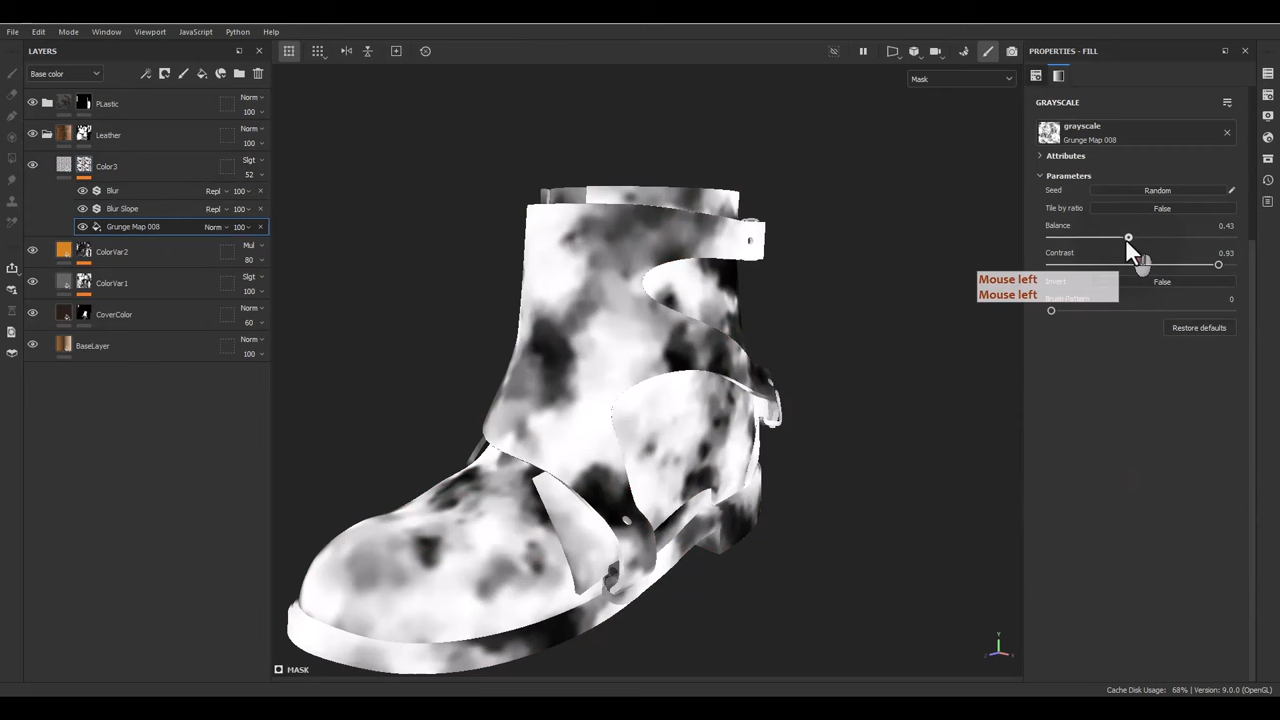 File Edit Mode Window Viewport JavaScript Python Help
LAYERS
Base color
PLastic Norm 100
Leather Norm 100
Color3 Slgt 52
Blur Repl 100
Blur Slope Repl 100
Grunge Map 008 Norm 100
ColorVar2 Mul 80
ColorVar1 Slgt 100
CoverColor Norm 60
BaseLayer Norm 100
Mask
MASK
Y
Z X
PROPERTIES - FILL
GRAYSCALE
grayscale
Grunge Map 008
Attributes
Parameters
Seed Random
Tile by ratio False
Balance 0.43
Contrast 0.93
Mouse left
Mouse left
Invert False
Brush Pattern 0
Restore defaults
Cache Disk Usage: 68% | Version: 9.0.0 (OpenGL)